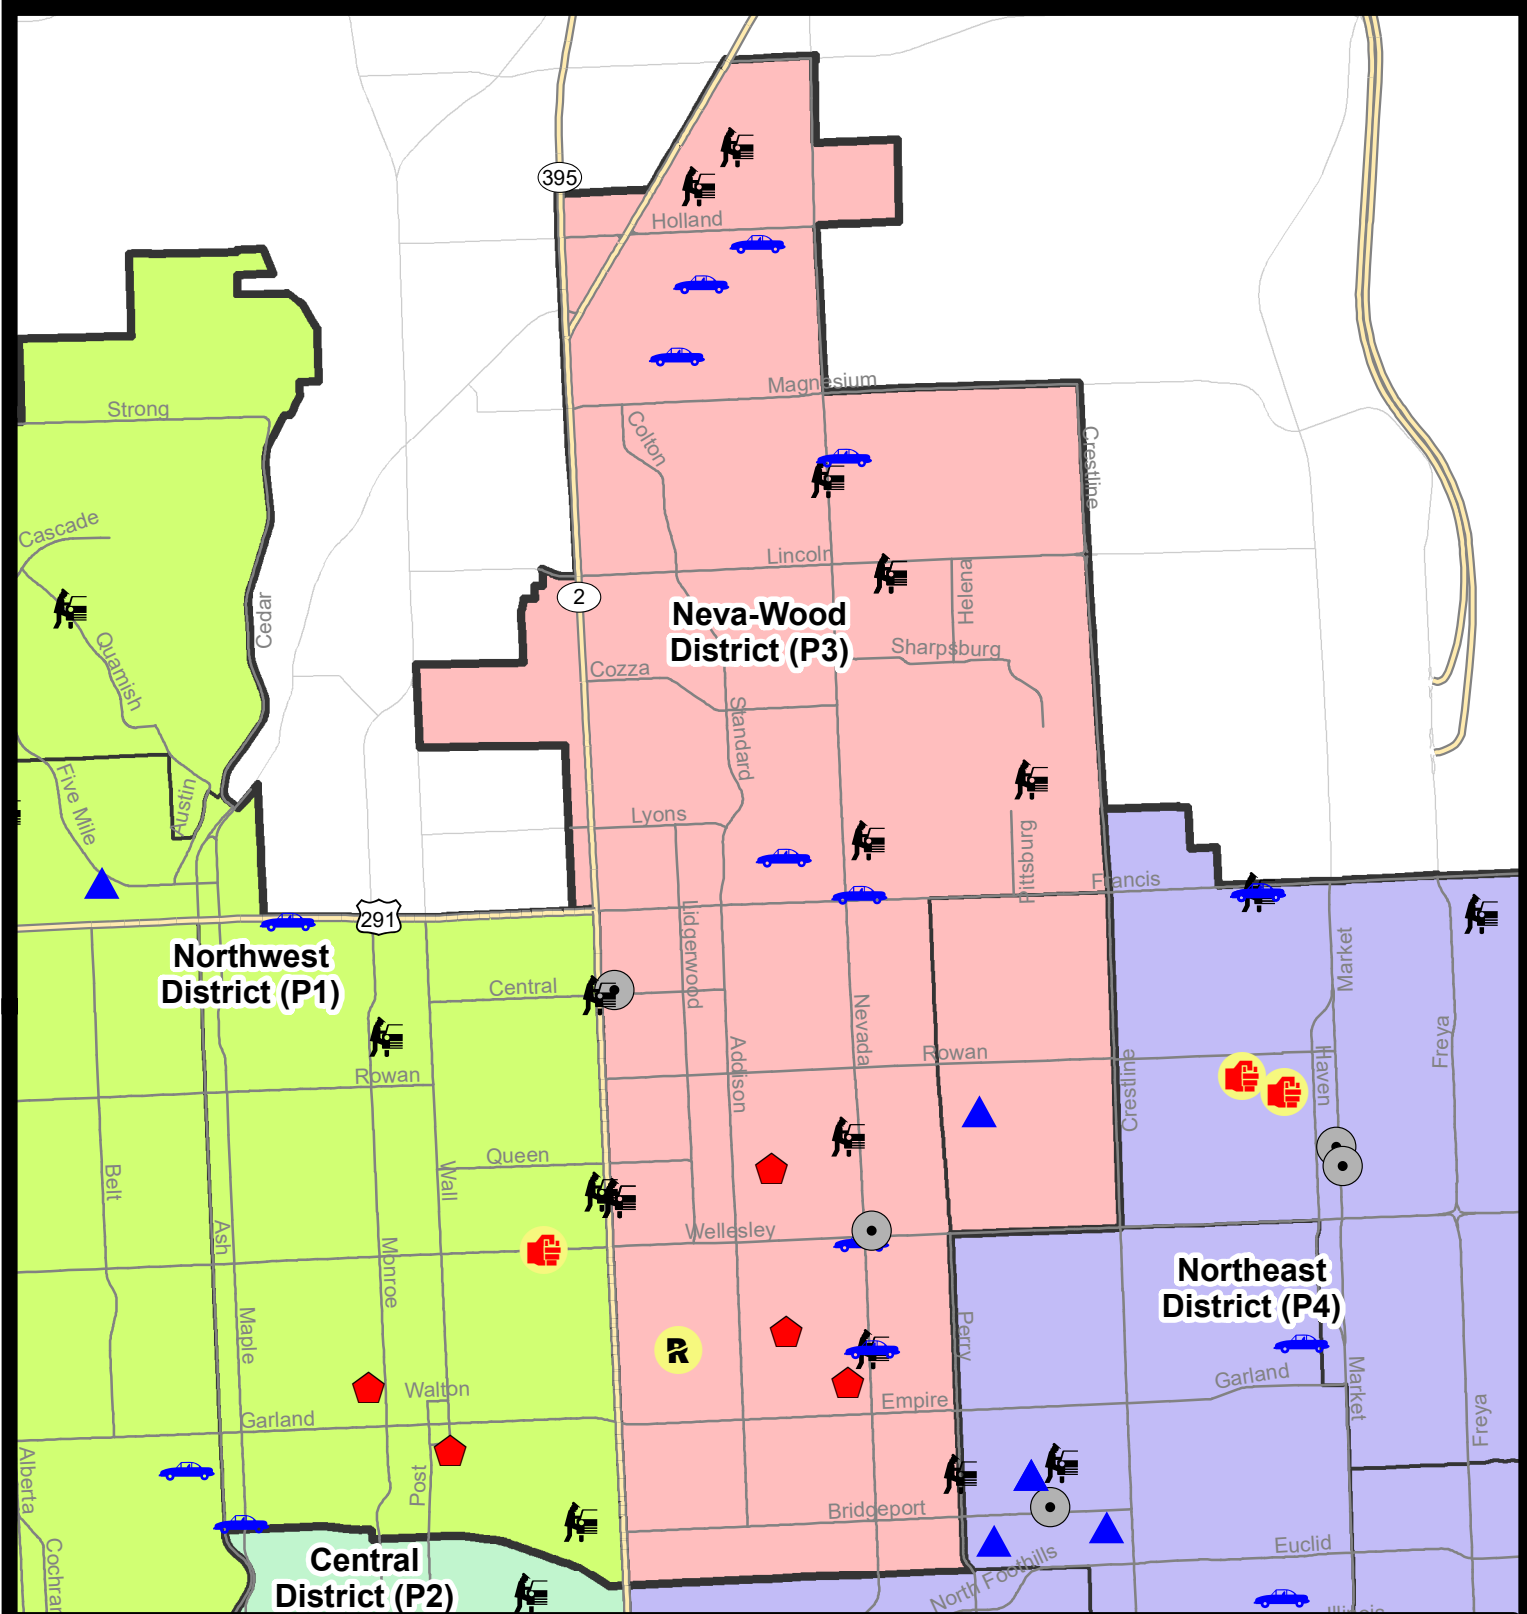 395
Holland
Magnesium
Strong
Colton
Crestline
Cascade
Lincoln
2
Helena
Cedar
Neva-Wood
District (P3)
Sharpsburg
Quamish
Cozza
Standard
Five Mile
Austin
Lyons
Pittsburg
Francis
291
Lidgerwood
Northwest
District (P1)
Market
Central
Nevada
Freya
Rowan
Addison
Rowan
Crestline
Haven
Queen
Belt
Wall
Ash
Wellesley
Monroe
Northeast
District (P4)
Maple
Perry
Walton
Garland
Market
Garland
Empire
Freya
Alberta
Post
Bridgeport
Cochran
Euclid
Central
District (P2)
North Foothills
Illinois